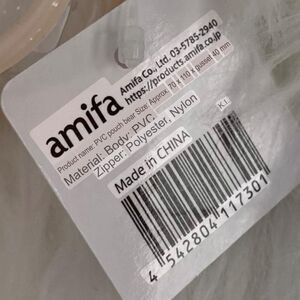 amifa
Amifa Co., Ltd. 03-5785-2940
https://products.amifa.co.jp
Product name: PVC pouch bear Size: Approx. 70 x 110 x gusset 40 mm
Material: Body: PVC,
Zipper: Polyester, Nylon
K.I.
Made in CHINA
4 542804 117301